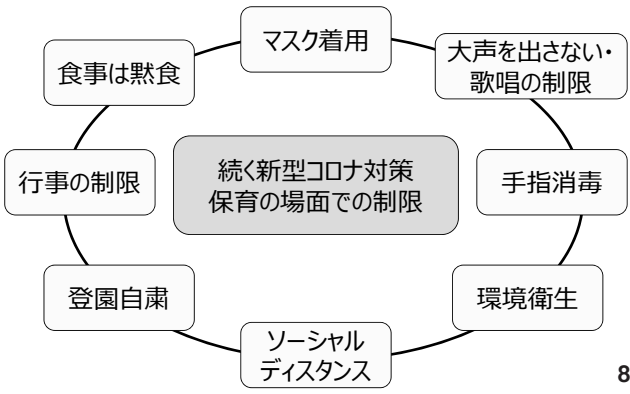 マスク着用
大声を出さない・
歌唱の制限
手指消毒
環境衛生
ソーシャル
ディスタンス
登園自粛
行事の制限
食事は黙食
続く新型コロナ対策
保育の場面での制限
8